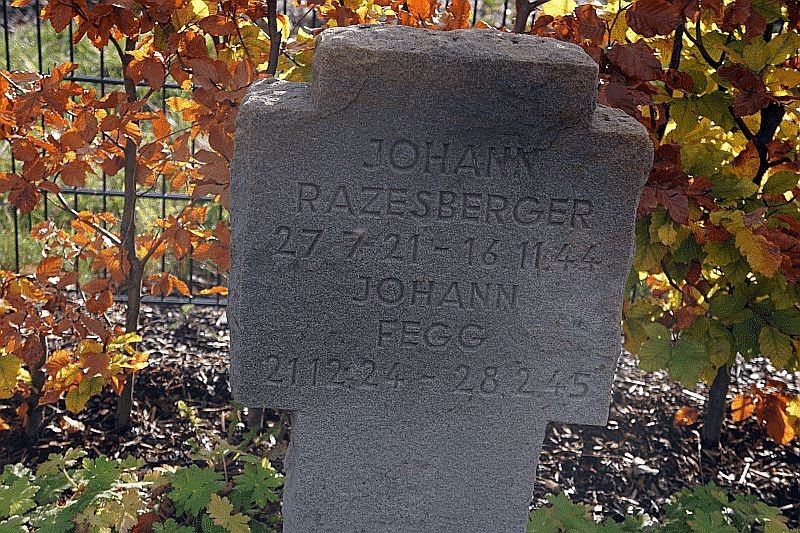 JOHANN
RAZESBERGER
27 7 21 - 16 11.44
JOHANN
FEGG
21 12 24 - 28 2 45